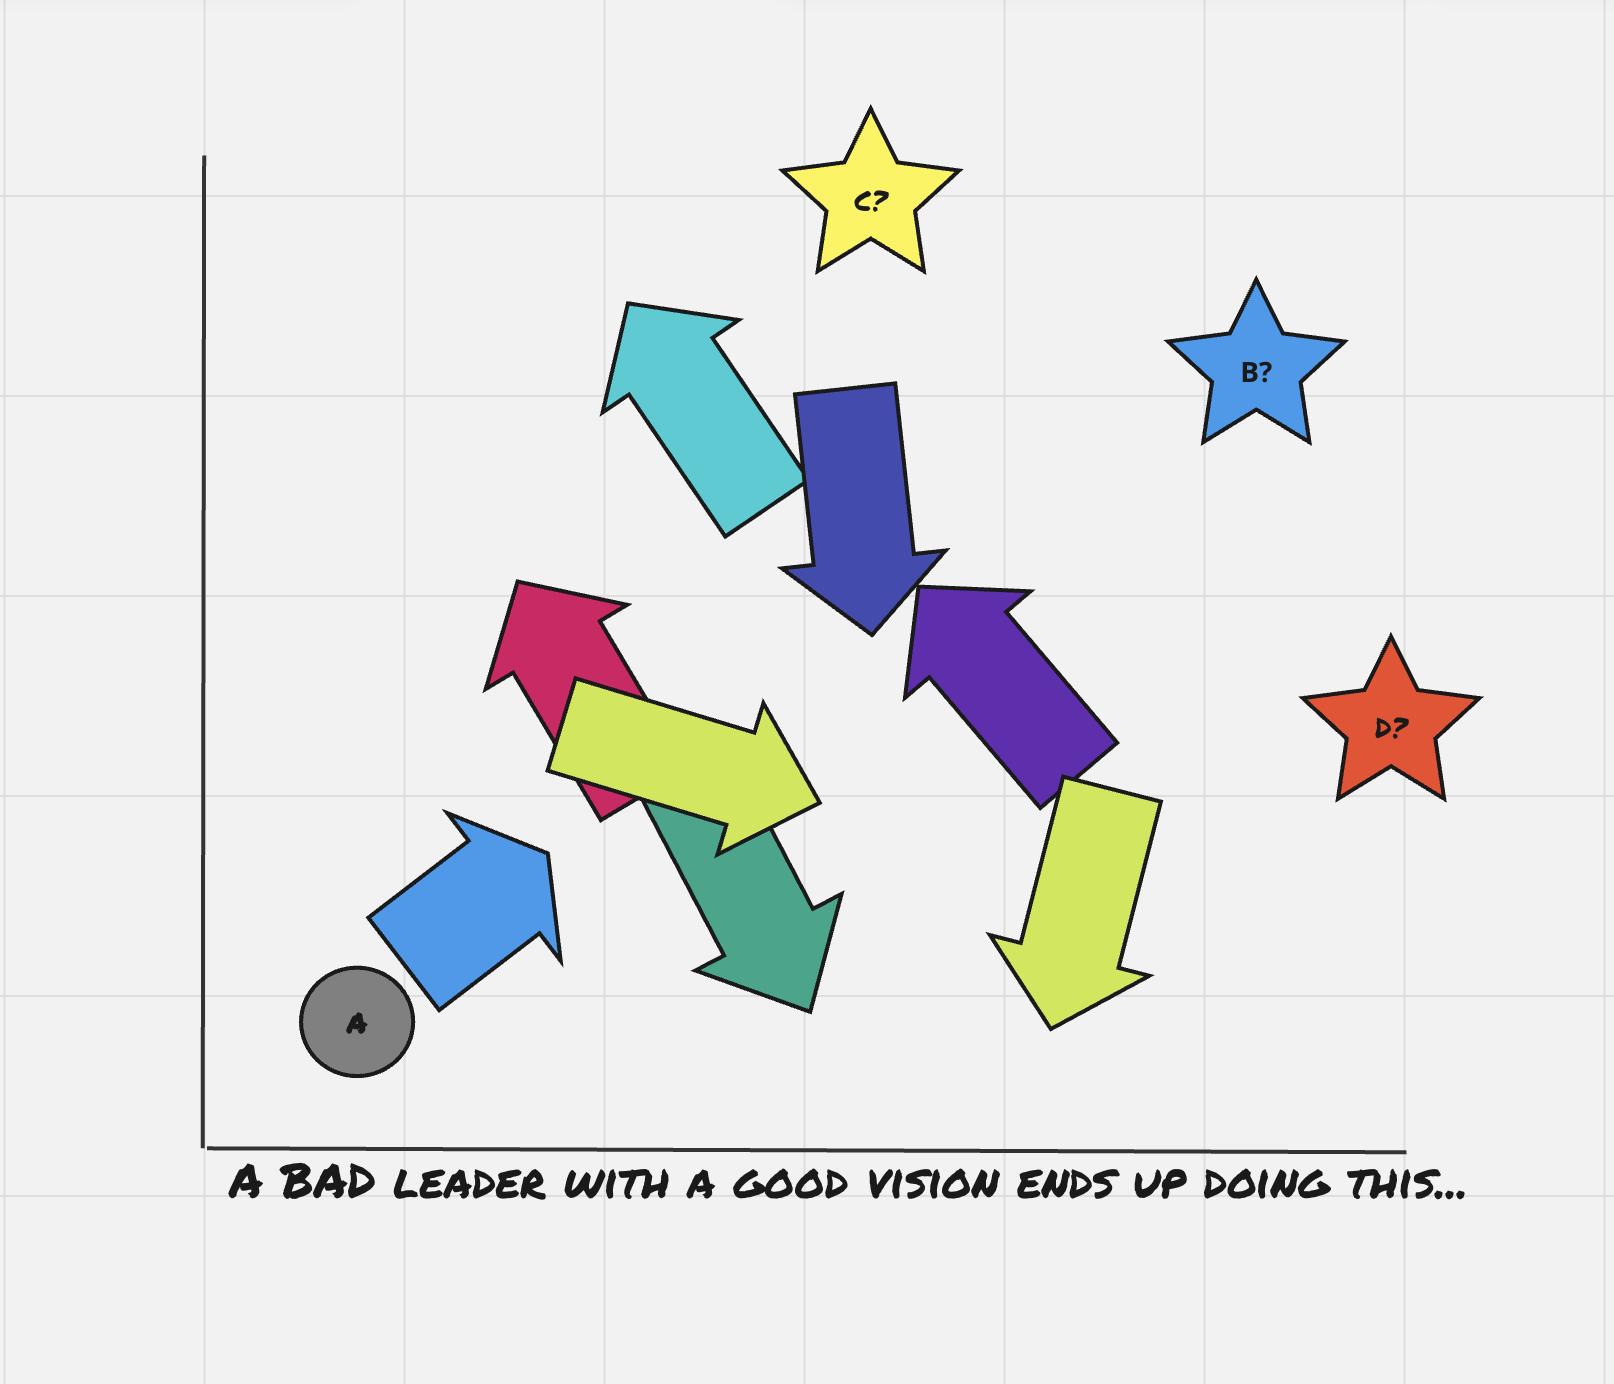 C?
B?
D?
A
A BAD LEADER WITH A GOOD VISION ENDS UP DOING THIS...